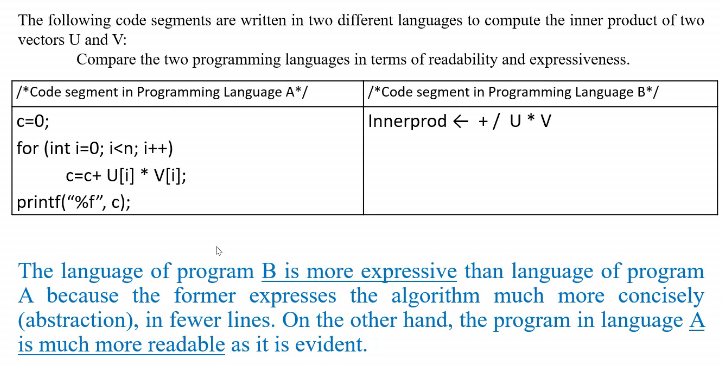 The following code segments are written in two different languages to compute the inner product of two
vectors U and V:
Compare the two programming languages in terms of readability and expressiveness.
/*Code segment in Programming Language A*/
/*Code segment in Programming Language B*/
c=0;
for (int i=0; i<n; i++)
c=c+ U[i] * V[i];
printf(“%f”, c);
Innerprod ← +/ U * V
The language of program B is more expressive than language of program
A because the former expresses the algorithm much more concisely
(abstraction), in fewer lines. On the other hand, the program in language A
is much more readable as it is evident.